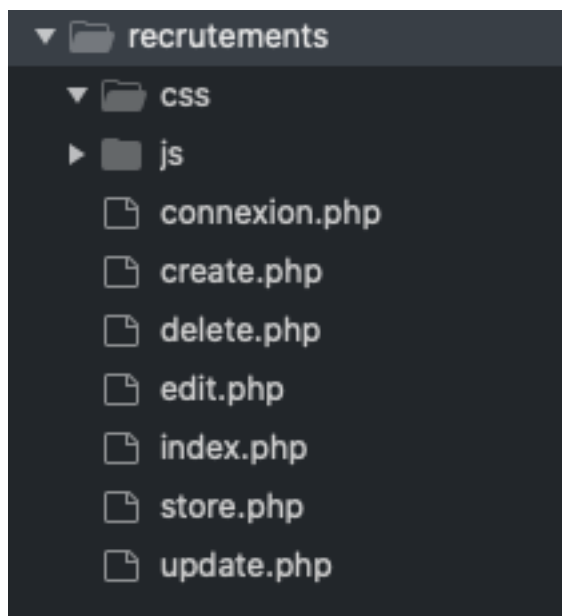 recrutements
css
js
connexion.php
create.php
delete.php
edit.php
index.php
store.php
update.php